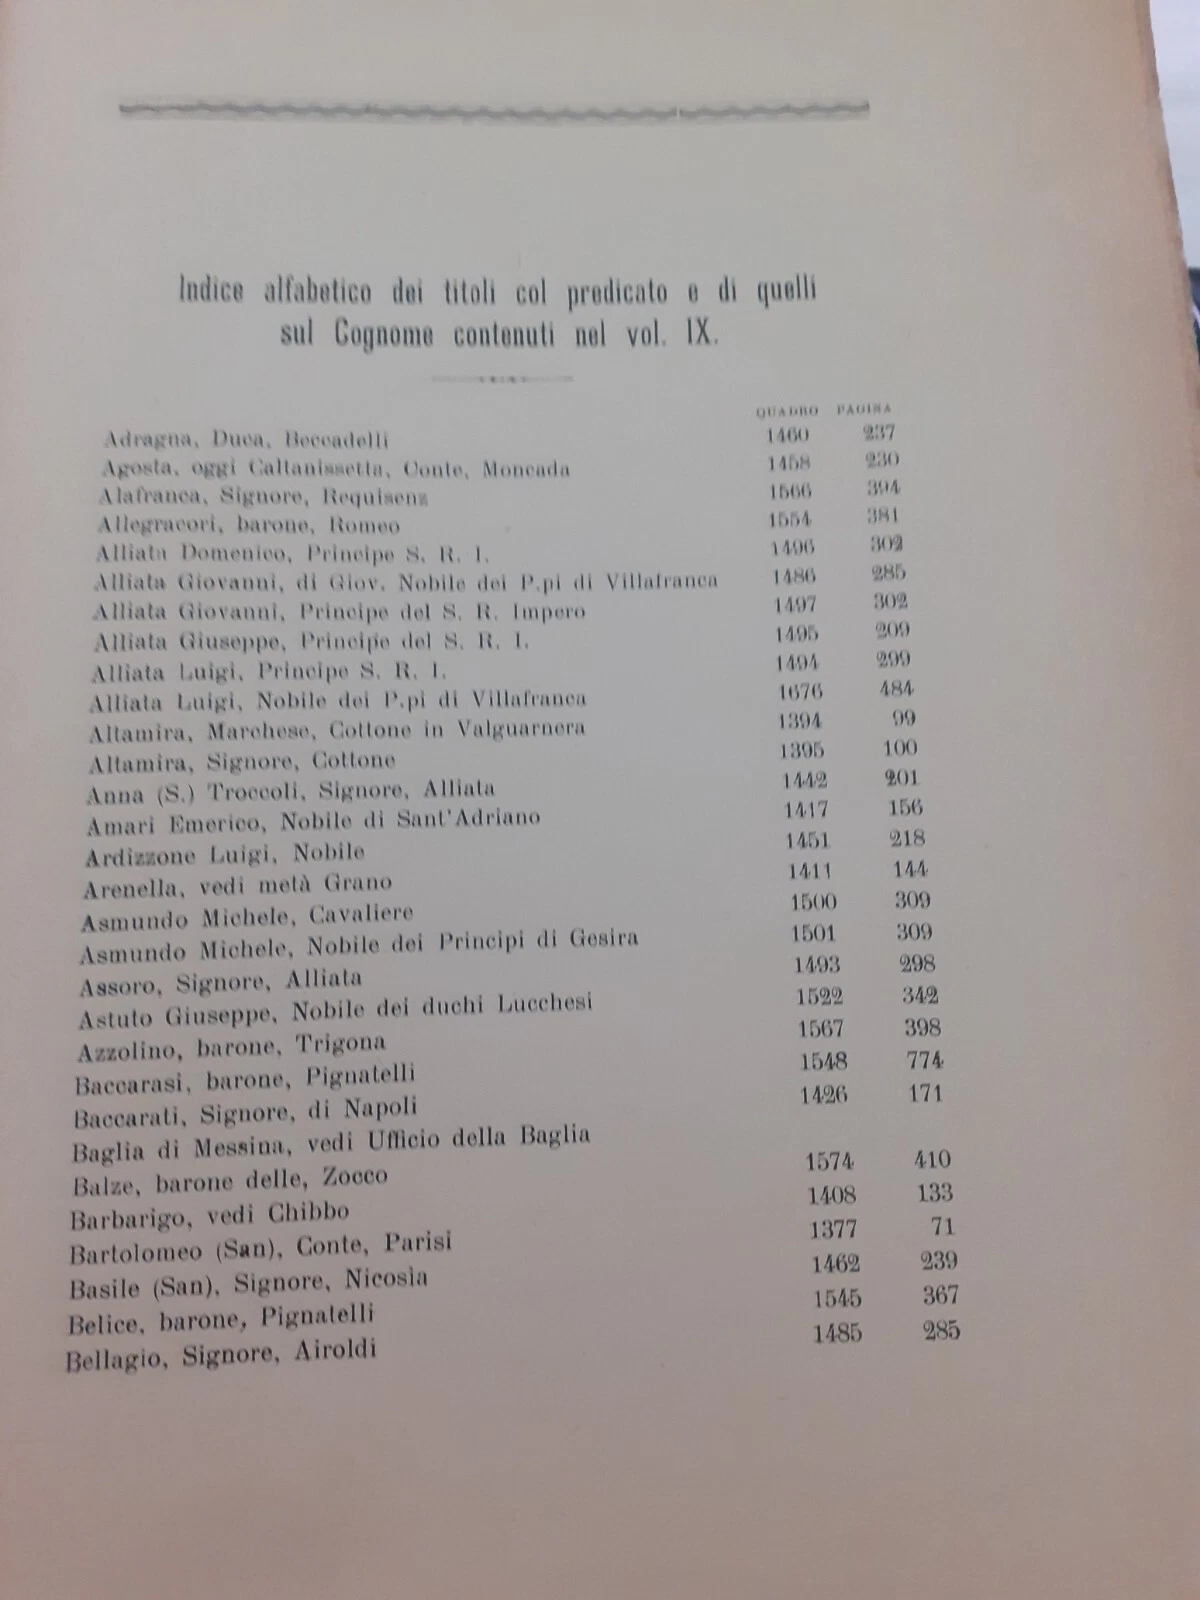 Indice alfabetico dei titoli col predicato e di quelli
sul Cognome contenuti nel vol. IX.
QUADRO PAGINA
Adragna, Duca, Beccadelli 1460 237
Agosta, oggi Caltanissetta, Conte, Moncada 1458 230
Alafranca, Signore, Requisenz 1566 394
Allegracori, barone, Romeo 1554 381
Alliata Domenico, Principe S. R. I. 1496 302
Alliata Giovanni, di Giov. Nobile dei P.pi di Villafranca 1486 285
Alliata Giovanni, Principe del S. R. Impero 1497 302
Alliata Giuseppe, Principe del S. R. I. 1495 209
Alliata Luigi, Principe S. R. I. 1494 299
Alliata Luigi, Nobile dei P.pi di Villafranca 1676 484
Altamira, Marchese, Cottone in Valguarnera 1394 99
Altamira, Signore, Cottone 1395 100
Anna (S.) Troccoli, Signore, Alliata 1442 201
Amari Emerico, Nobile di Sant'Adriano 1417 156
Ardizzone Luigi, Nobile 1451 218
Arenella, vedi metà Grano 1411 144
Asmundo Michele, Cavaliere 1500 309
Asmundo Michele, Nobile dei Principi di Gesira 1501 309
Assoro, Signore, Alliata 1493 298
Astuto Giuseppe, Nobile dei duchi Lucchesi 1522 342
Azzolino, barone, Trigona 1567 398
Baccarasi, barone, Pignatelli 1548 774
Baccarati, Signore, di Napoli 1426 171
Baglia di Messina, vedi Ufficio della Baglia
Balze, barone delle, Zocco 1574 410
Barbarigo, vedi Chibbo 1408 133
Bartolomeo (San), Conte, Parisi 1377 71
Basile (San), Signore, Nicosìa 1462 239
Belice, barone, Pignatelli 1545 367
Bellagio, Signore, Airoldi 1485 285